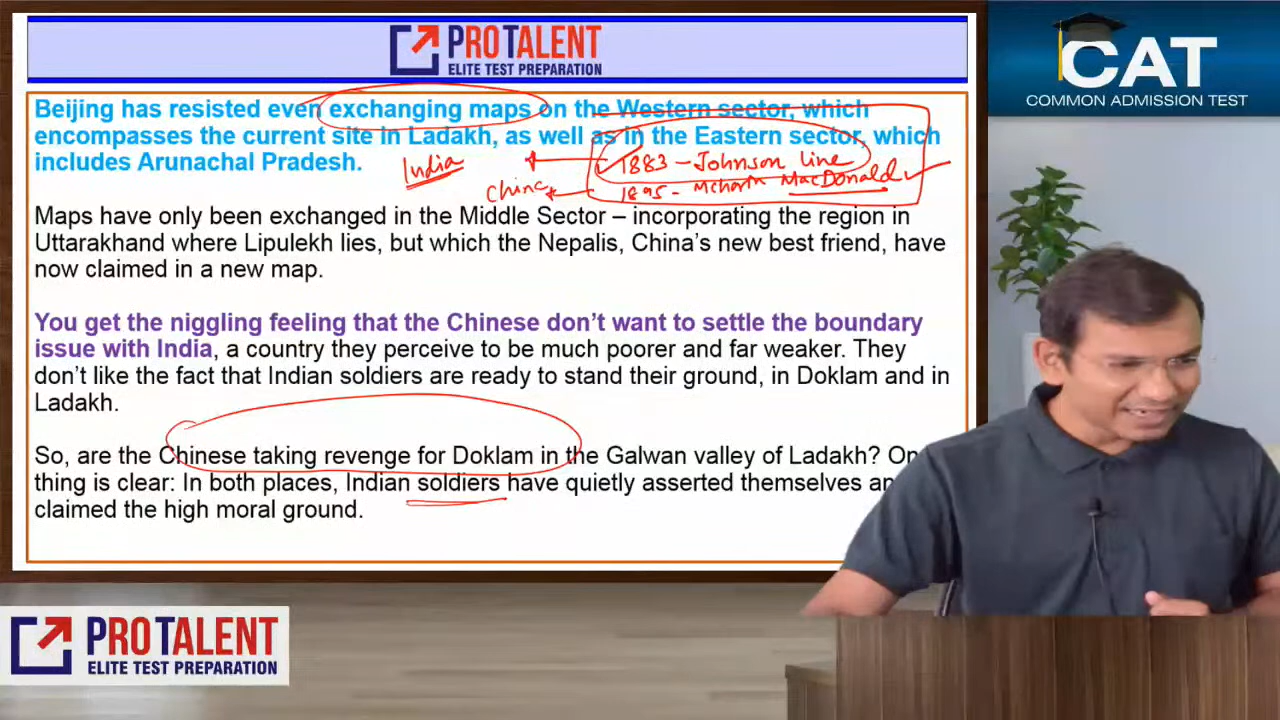 PROTALENT
ELITE TEST PREPARATION
CAT
COMMON ADMISSION TEST
Beijing has resisted even exchanging maps on the Western sector, which
encompasses the current site in Ladakh, as well as in the Eastern sector, which
includes Arunachal Pradesh.
India
1883 - Johnson line
China
1895 - MacDonald
Maps have only been exchanged in the Middle Sector – incorporating the region in
Uttarakhand where Lipulekh lies, but which the Nepalis, China's new best friend, have
now claimed in a new map.
You get the niggling feeling that the Chinese don't want to settle the boundary
issue with India, a country they perceive to be much poorer and far weaker. They
don't like the fact that Indian soldiers are ready to stand their ground, in Doklam and in
Ladakh.
So, are the Chinese taking revenge for Doklam in the Galwan valley of Ladakh? On
thing is clear: In both places, Indian soldiers have quietly asserted themselves an
claimed the high moral ground.
PROTALENT
ELITE TEST PREPARATION